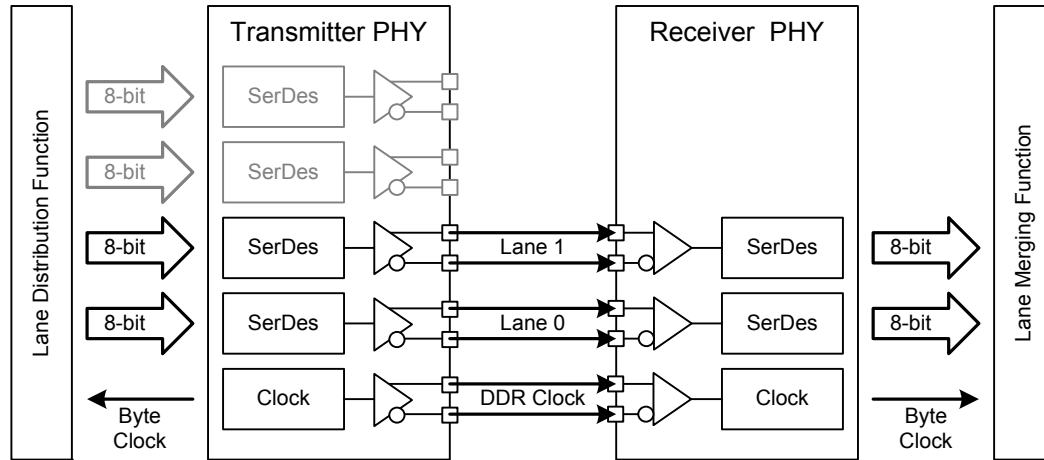 Lane Distribution Function
Transmitter PHY
Receiver PHY
Lane Merging Function
8-bit
SerDes
8-bit
SerDes
8-bit
SerDes
Lane 1
SerDes
8-bit
8-bit
SerDes
Lane 0
SerDes
8-bit
Byte
Clock
Clock
DDR Clock
Clock
Byte
Clock